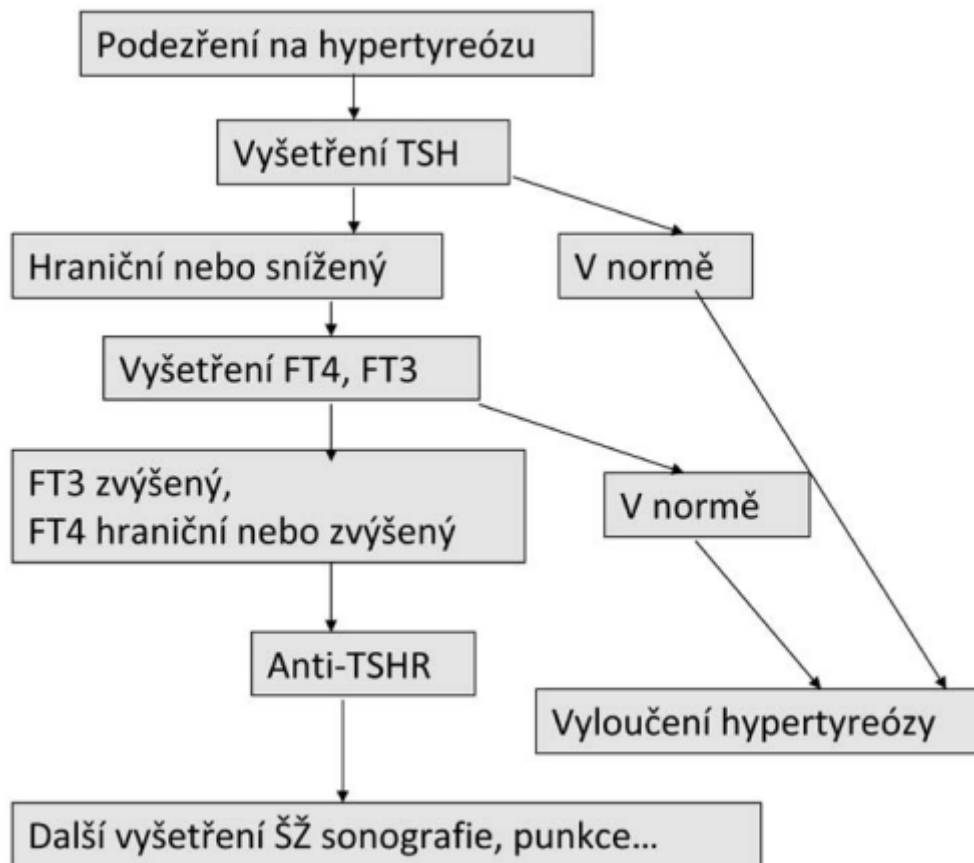 Podezření na hypertyreózu
Vyšetření TSH
Hraniční nebo snížený
V normě
Vyšetření FT4, FT3
FT3 zvýšený,
FT4 hraniční nebo zvýšený
V normě
Anti-TSHR
Vyloučení hypertyreózy
Další vyšetření ŠŽ sonografie, punkce...